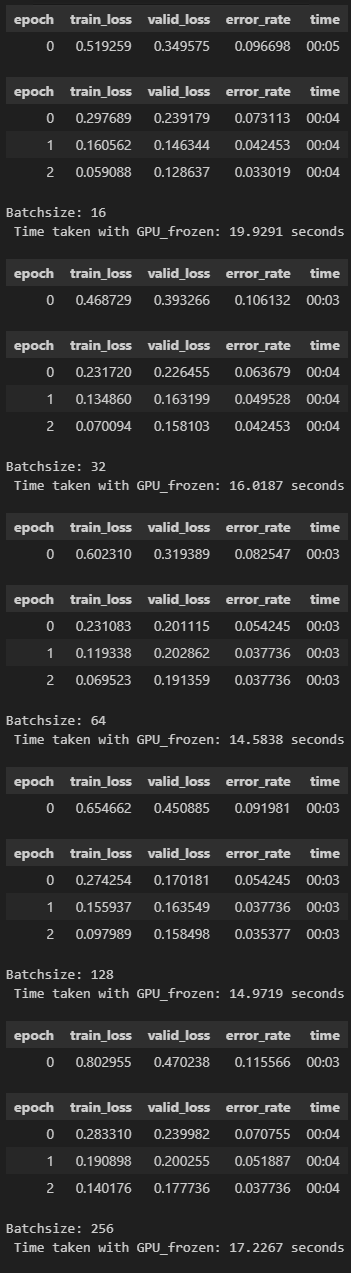 epoch train_loss valid_loss error_rate time
0 0.519259 0.349575 0.096698 00:05
epoch train_loss valid_loss error_rate time
0 0.297689 0.239179 0.073113 00:04
1 0.160562 0.146344 0.042453 00:04
2 0.059088 0.128637 0.033019 00:04
Batchsize: 16
Time taken with GPU_frozen: 19.9291 seconds
epoch train_loss valid_loss error_rate time
0 0.468729 0.393266 0.106132 00:03
epoch train_loss valid_loss error_rate time
0 0.231720 0.226455 0.063679 00:04
1 0.134860 0.163199 0.049528 00:04
2 0.070094 0.158103 0.042453 00:04
Batchsize: 32
Time taken with GPU_frozen: 16.0187 seconds
epoch train_loss valid_loss error_rate time
0 0.602310 0.319389 0.082547 00:03
epoch train_loss valid_loss error_rate time
0 0.231083 0.201115 0.054245 00:03
1 0.119338 0.202862 0.037736 00:03
2 0.069523 0.191359 0.037736 00:03
Batchsize: 64
Time taken with GPU_frozen: 14.5838 seconds
epoch train_loss valid_loss error_rate time
0 0.654662 0.450885 0.091981 00:03
epoch train_loss valid_loss error_rate time
0 0.274254 0.170181 0.054245 00:03
1 0.155937 0.163549 0.037736 00:03
2 0.097989 0.158498 0.035377 00:03
Batchsize: 128
Time taken with GPU_frozen: 14.9719 seconds
epoch train_loss valid_loss error_rate time
0 0.802955 0.470238 0.115566 00:03
epoch train_loss valid_loss error_rate time
0 0.283310 0.239982 0.070755 00:04
1 0.190898 0.200255 0.051887 00:04
2 0.140176 0.177736 0.037736 00:04
Batchsize: 256
Time taken with GPU_frozen: 17.2267 seconds